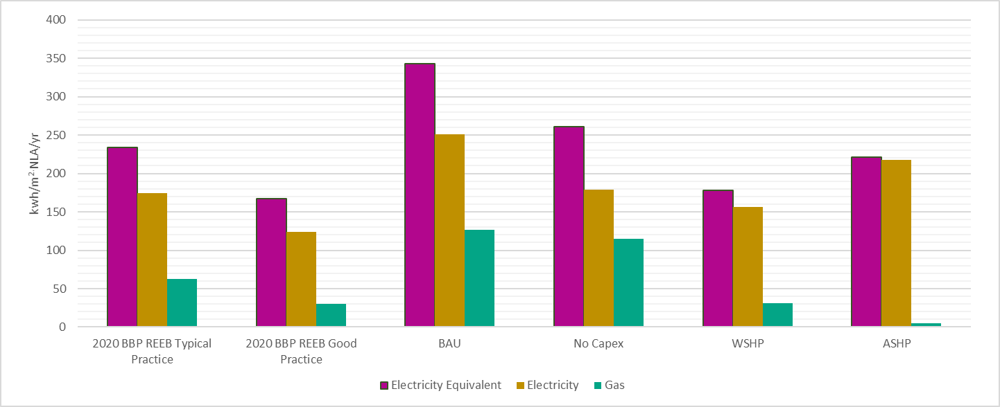 400
350
300
250
200
150
100
50
0
kwh/m²·NLA/yr
2020 BBP REEB Typical
Practice
2020 BBP REEB Good
Practice
BAU
No Capex
WSHP
ASHP
Electricity Equivalent
Electricity
Gas